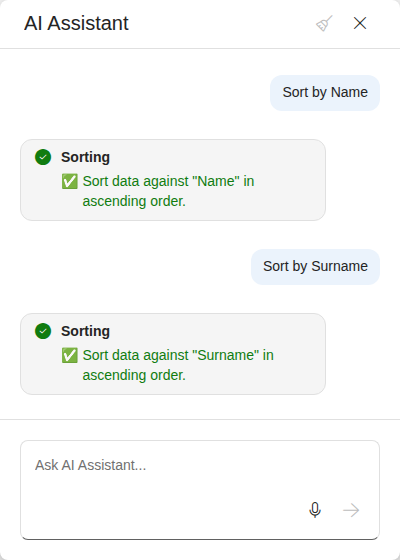 AI Assistant
Sort by Name
Sorting
✅ Sort data against "Name" in
ascending order.
Sort by Surname
Sorting
✅ Sort data against "Surname" in
ascending order.
Ask AI Assistant...